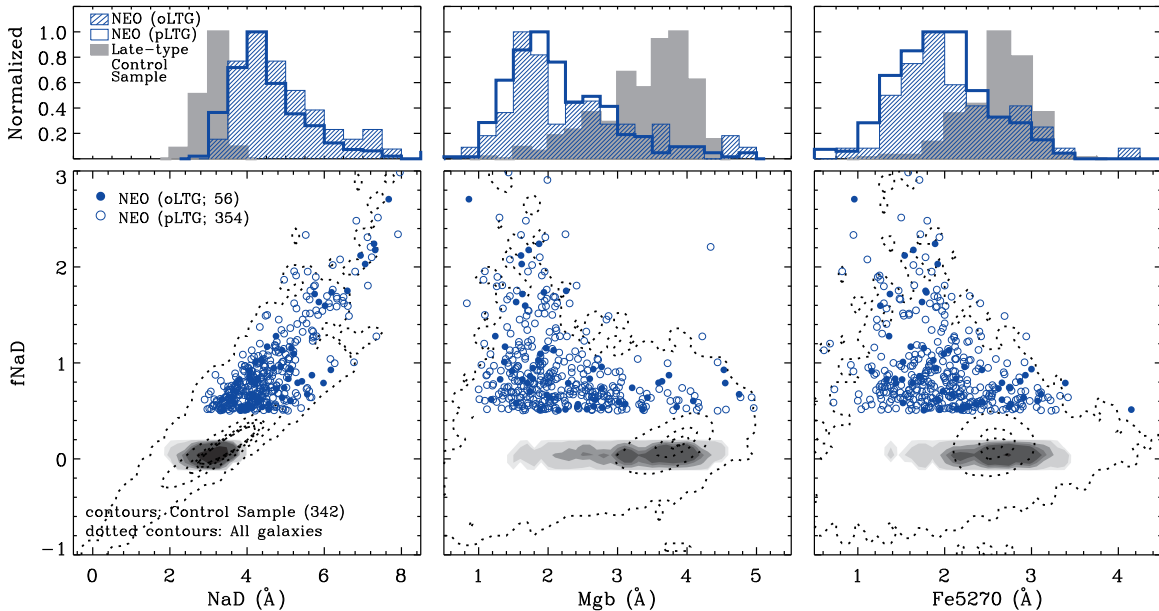 NEO (oLTG)
NEO (pLTG)
Late-type
Control
Sample
Normalized
1.0
0.8
0.6
0.4
0.2
NEO (oLTG; 56)
NEO (pLTG; 354)
fNaD
3
2
1
0
−1
contours; Control Sample (342)
dotted contours: All galaxies
0 2 4 6 8
1 2 3 4 5
1 2 3 4
NaD (Å)
Mgb (Å)
Fe5270 (Å)